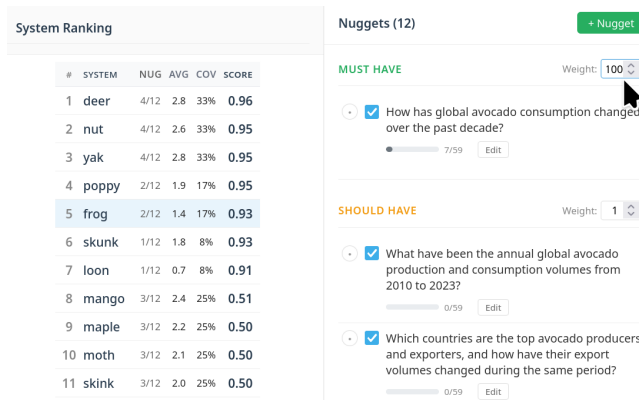 System Ranking
# SYSTEM NUG AVG COV SCORE
1 deer 4/12 2.8 33% 0.96
2 nut 4/12 2.6 33% 0.95
3 yak 4/12 2.8 33% 0.95
4 poppy 2/12 1.9 17% 0.95
5 frog 2/12 1.4 17% 0.93
6 skunk 1/12 1.8 8% 0.93
7 loon 1/12 0.7 8% 0.91
8 mango 3/12 2.4 25% 0.51
9 maple 3/12 2.2 25% 0.50
10 moth 3/12 2.1 25% 0.50
11 skink 3/12 2.0 25% 0.50
Nuggets (12)
+ Nugget
MUST HAVE
Weight: 100
How has global avocado consumption changed
over the past decade?
7/59 Edit
SHOULD HAVE
Weight: 1
What have been the annual global avocado
production and consumption volumes from
2010 to 2023?
0/59 Edit
Which countries are the top avocado producers
and exporters, and how have their export
volumes changed during the same period?
0/59 Edit